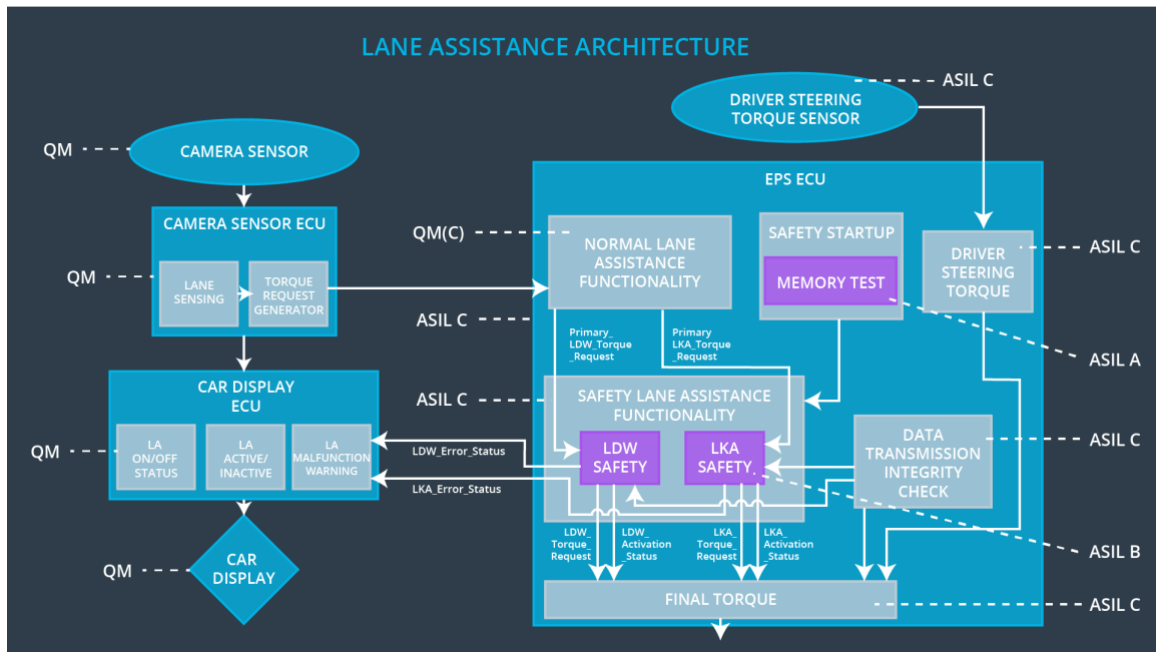 LANE ASSISTANCE ARCHITECTURE
ASIL C
DRIVER STEERING
TORQUE SENSOR
QM
CAMERA SENSOR
EPS ECU
CAMERA SENSOR ECU
QM
LANE
SENSING
TORQUE
REQUEST
GENERATOR
QM(C)
NORMAL LANE
ASSISTANCE
FUNCTIONALITY
SAFETY STARTUP
MEMORY TEST
DRIVER
STEERING
TORQUE
ASIL C
ASIL C
Primary_
LDW_Torque
_Request
Primary
LKA_Torque
_Request
ASIL A
CAR DISPLAY
ECU
ASIL C
SAFETY LANE ASSISTANCE
FUNCTIONALITY
QM
LA
ON/OFF
STATUS
LA
ACTIVE/
INACTIVE
LA
MALFUNCTION
WARNING
LDW_Error_Status
LKA_Error_Status
LDW
SAFETY
LKA
SAFETY
DATA
TRANSMISSION
INTEGRITY
CHECK
ASIL C
LDW_
Torque_
Request
LDW_
Activation
_Status
LKA_
Torque_
Request
LKA_
Activation
_Status
ASIL B
QM
CAR
DISPLAY
FINAL TORQUE
ASIL C